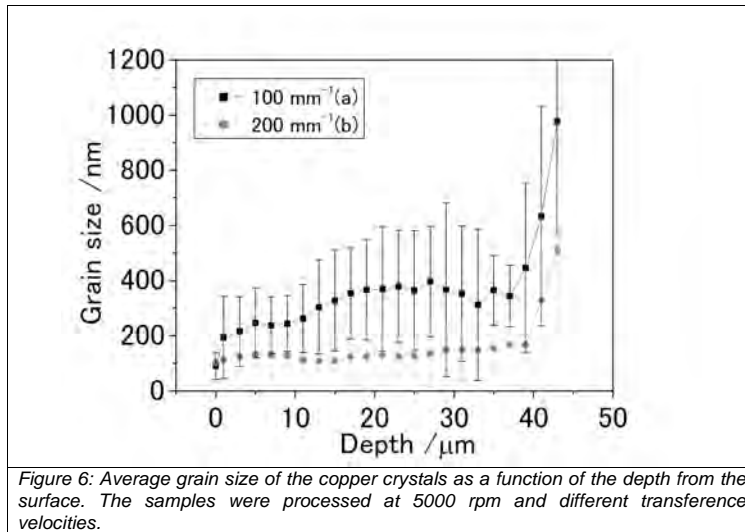 1200
1000
800
600
400
200
0
Grain size /nm
100 mm⁻¹(a)
200 mm⁻¹(b)
0 10 20 30 40 50
Depth /μm
Figure 6: Average grain size of the copper crystals as a function of the depth from the
surface. The samples were processed at 5000 rpm and different transference
velocities.